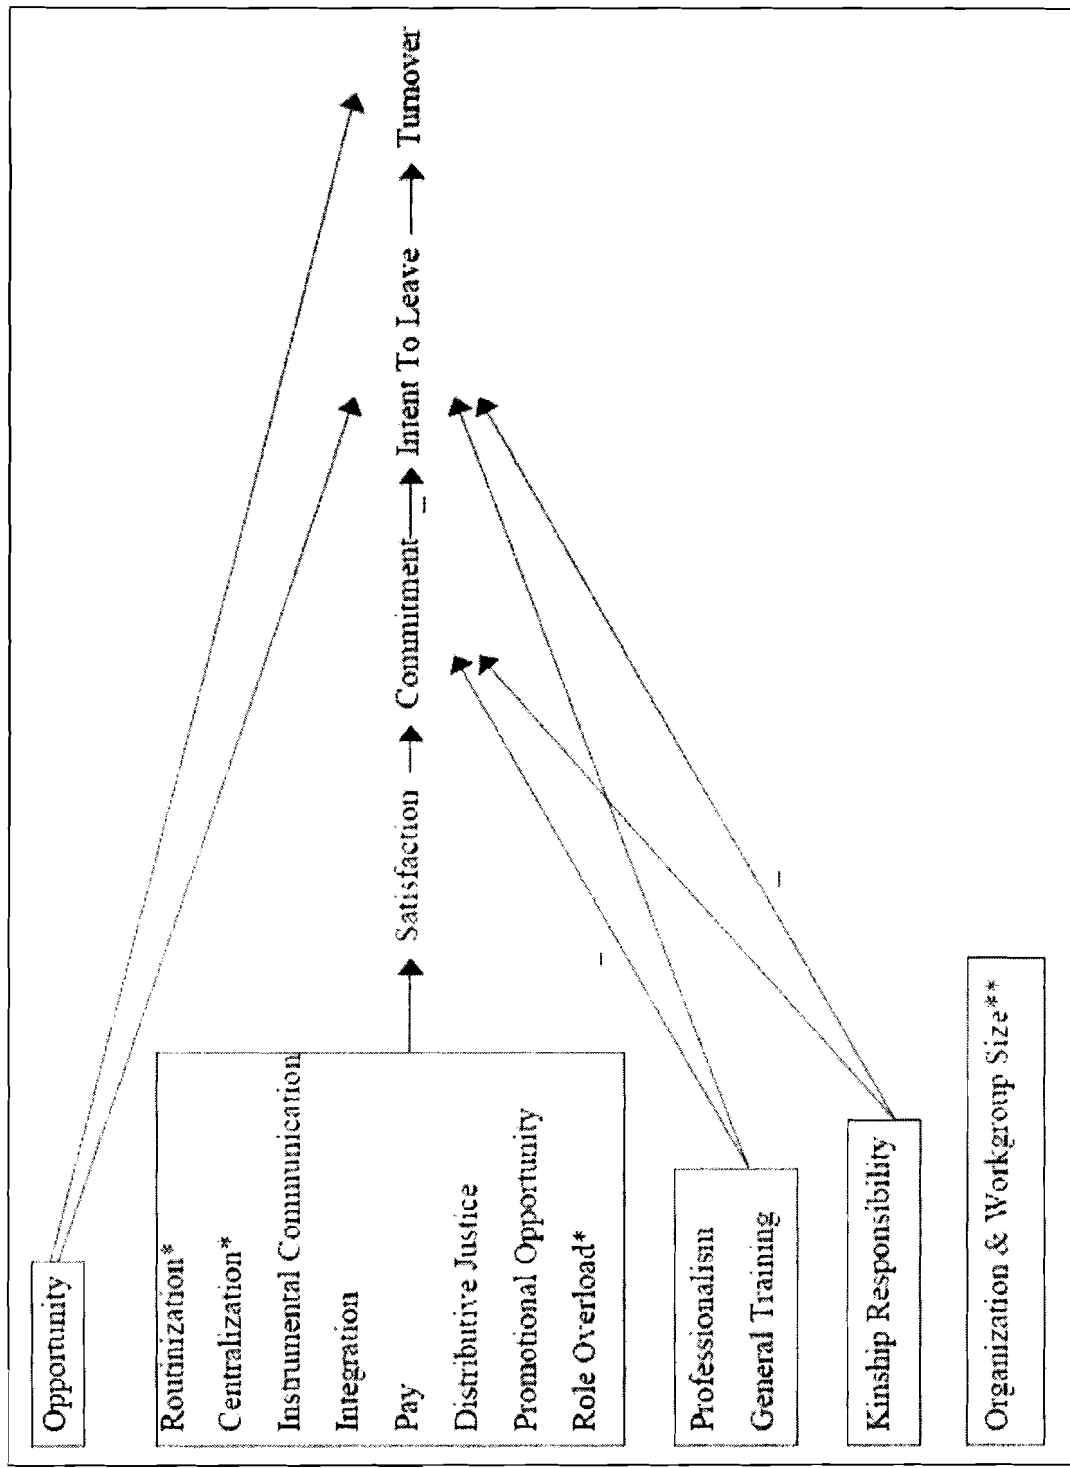 Opportunity
Routinization*
Centralization*
Instrumental Communication
Integration
Pay
Distributive Justice
Promotional Opportunity
Role Overload*
Satisfaction
Commitment
–
Intent To Leave
Turnover
–
–
Professionalism
General Training
Kinship Responsibility
Organization & Workgroup Size**